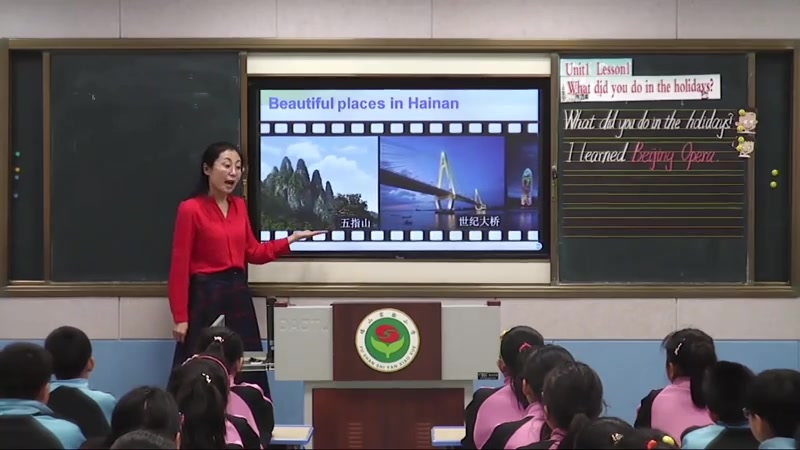 Beautiful places in Hainan
五指山
世纪大桥
Unit1 Lesson1
What did you do in the holidays?
What did you do in the holidays?
I learned Beijing Opera.